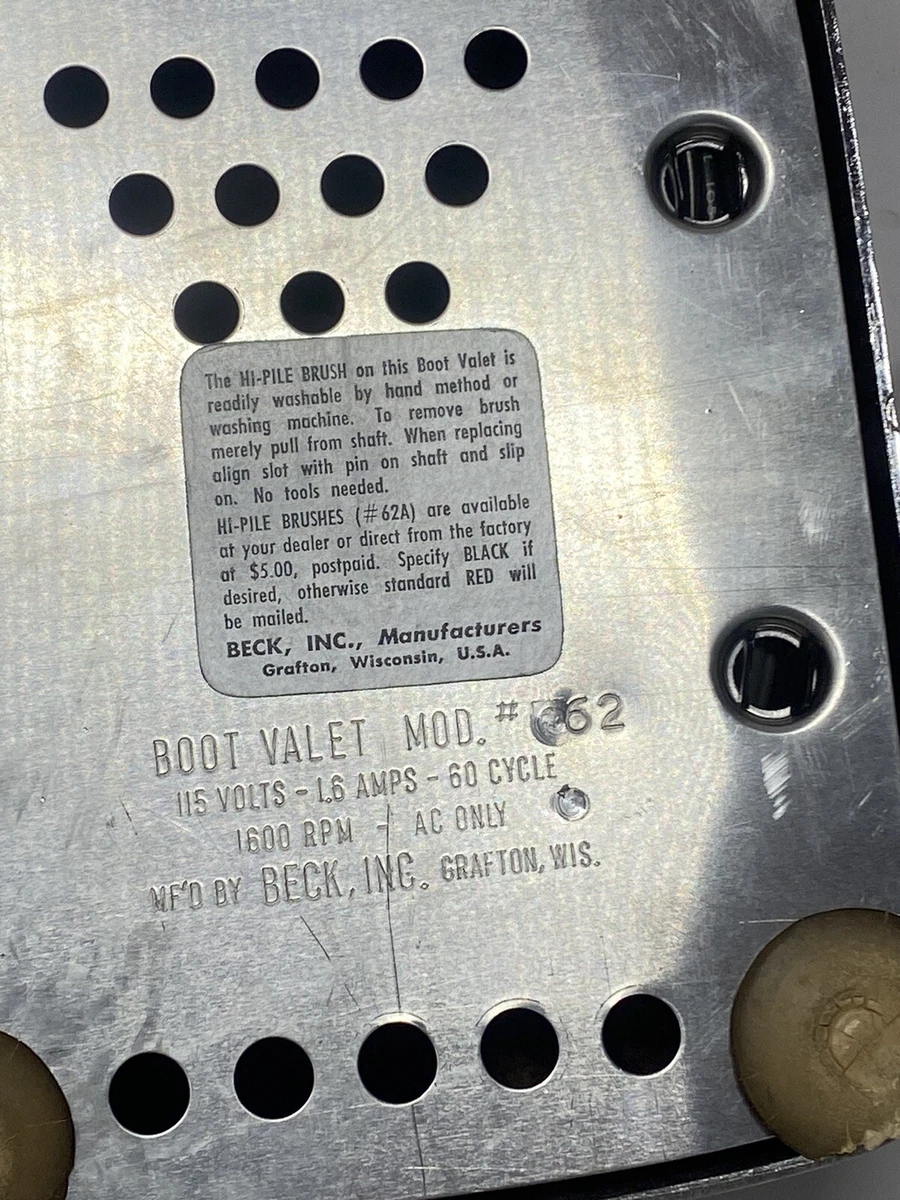 The HI-PILE BRUSH on this Boot Valet is
readily washable by hand method or
washing machine. To remove brush
merely pull from shaft. When replacing
align slot with pin on shaft and slip
on. No tools needed.
HI-PILE BRUSHES (#62A) are available
at your dealer or direct from the factory
at $5.00, postpaid. Specify BLACK if
desired, otherwise standard RED will
be mailed.
BECK, INC., Manufacturers
Grafton, Wisconsin, U.S.A.
BOOT VALET MOD. # 62
115 VOLTS - 1.6 AMPS - 60 CYCLE
1600 RPM - AC ONLY
MF'D BY BECK, INC. GRAFTON, WIS.